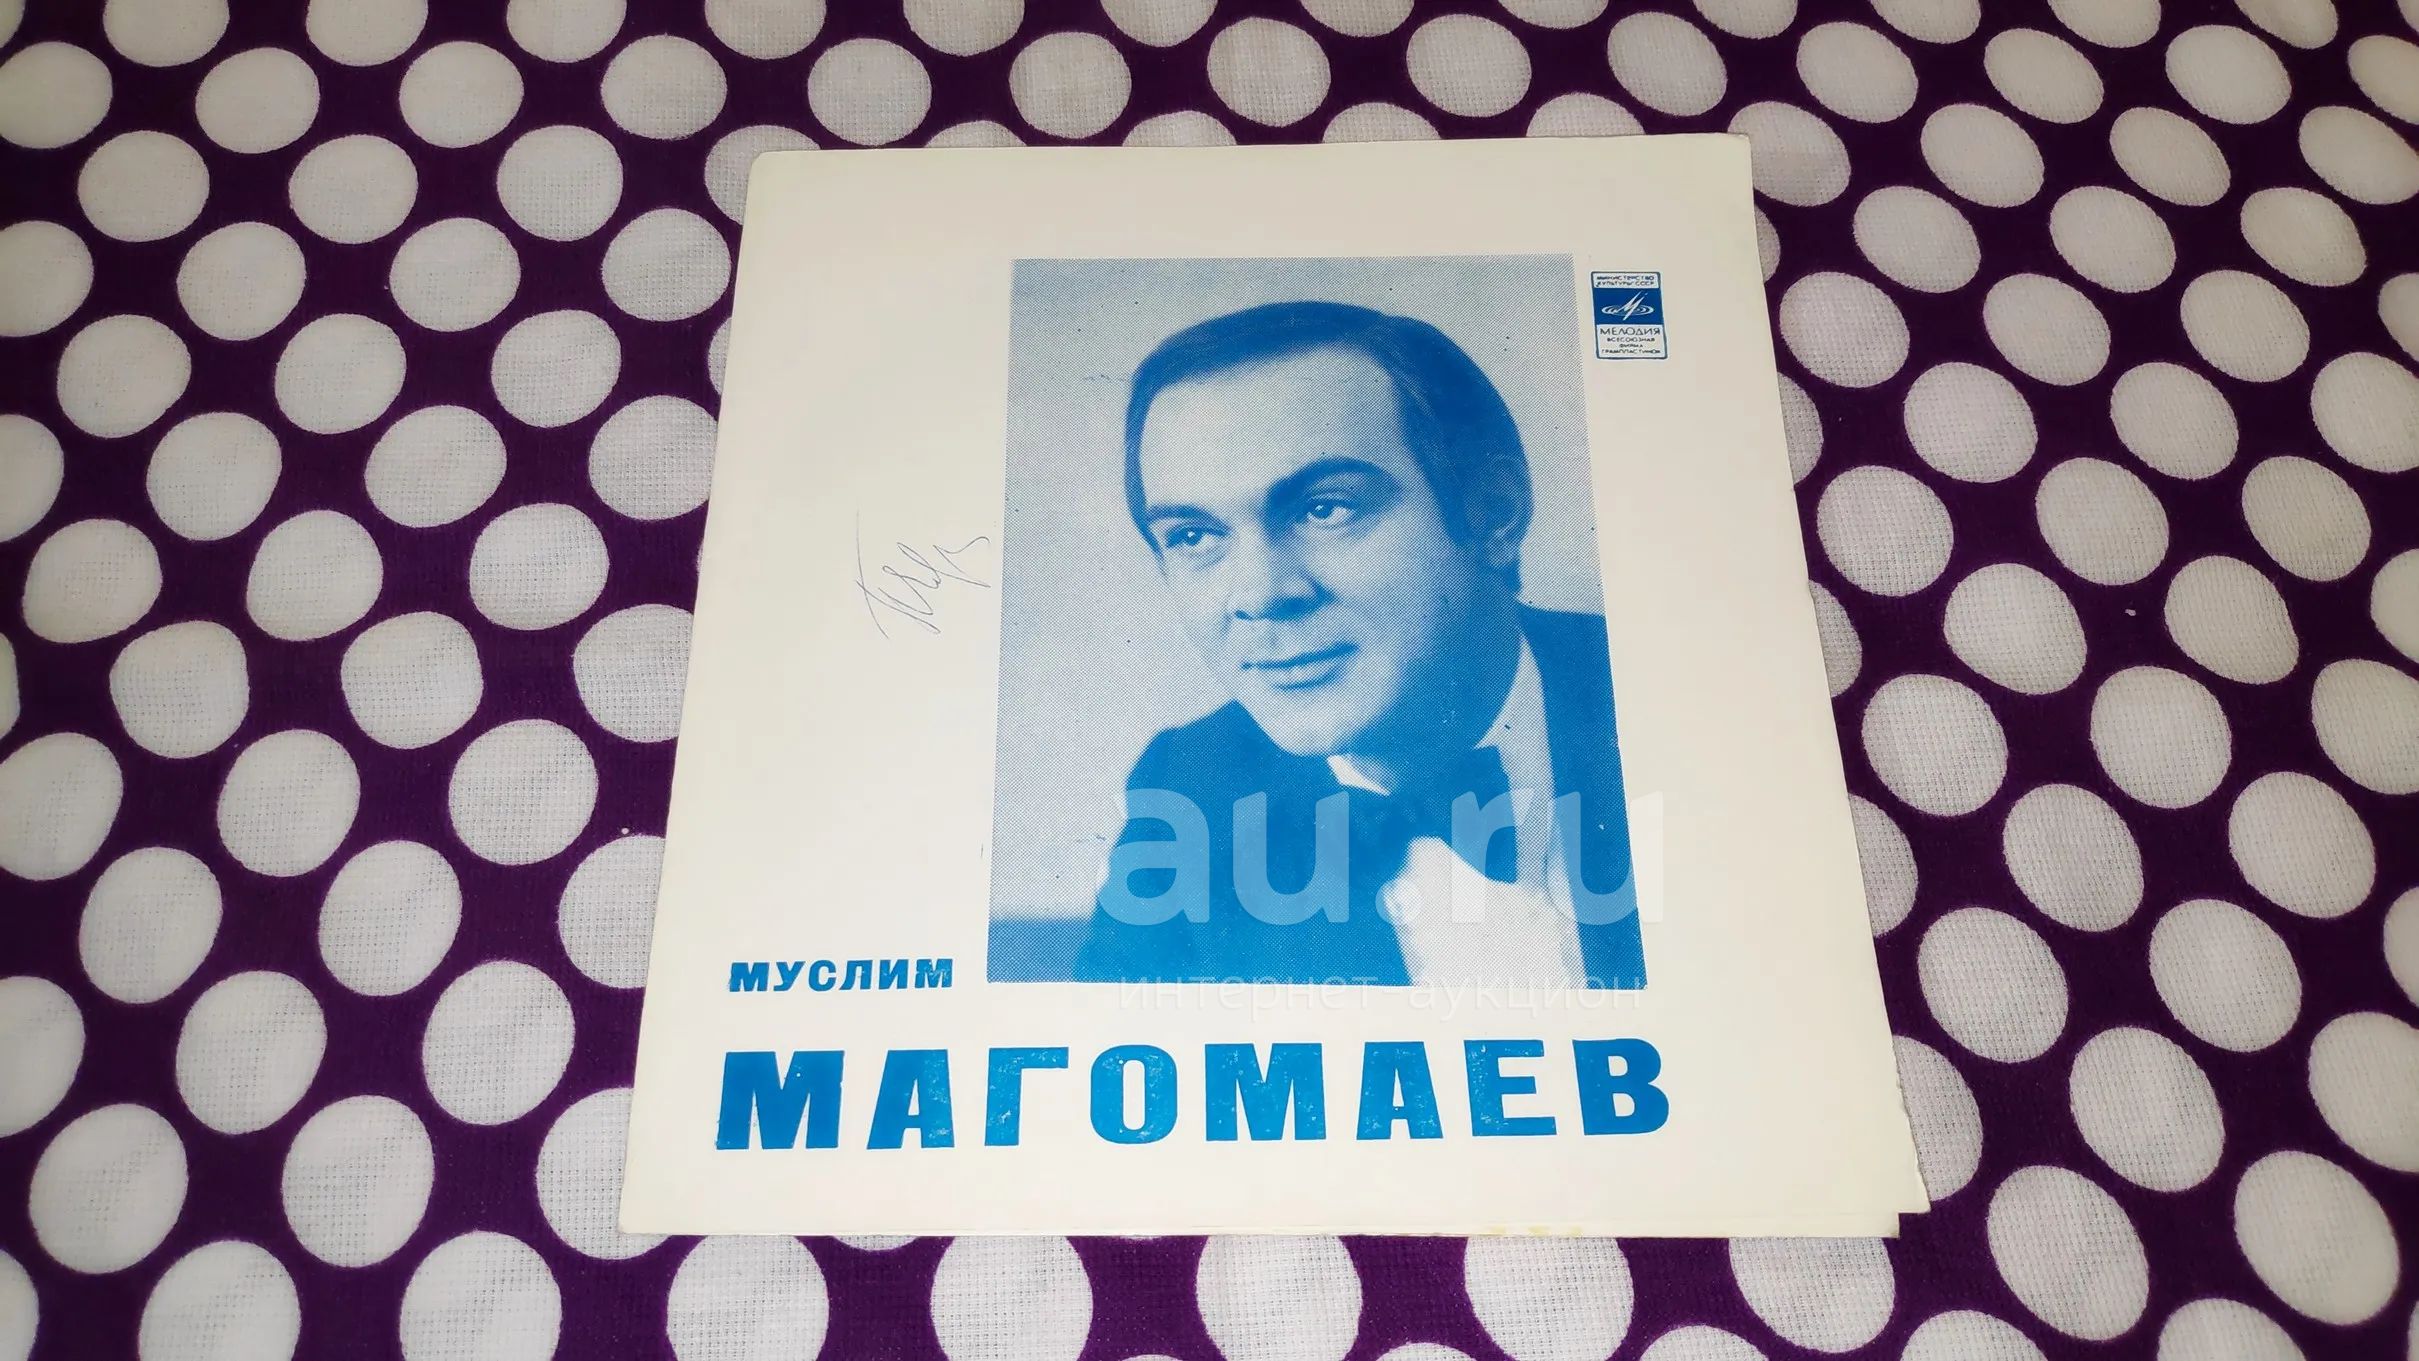 МИНИСТЕРСТВО
КУЛЬТУРЫ СССР
МЕЛОДИЯ
ВСЕСОЮЗНАЯ
ФИРМА
ГРАМПЛАСТИНОК
au.ru
интернет-аукцион
МУСЛИМ
МАГОМАЕВ